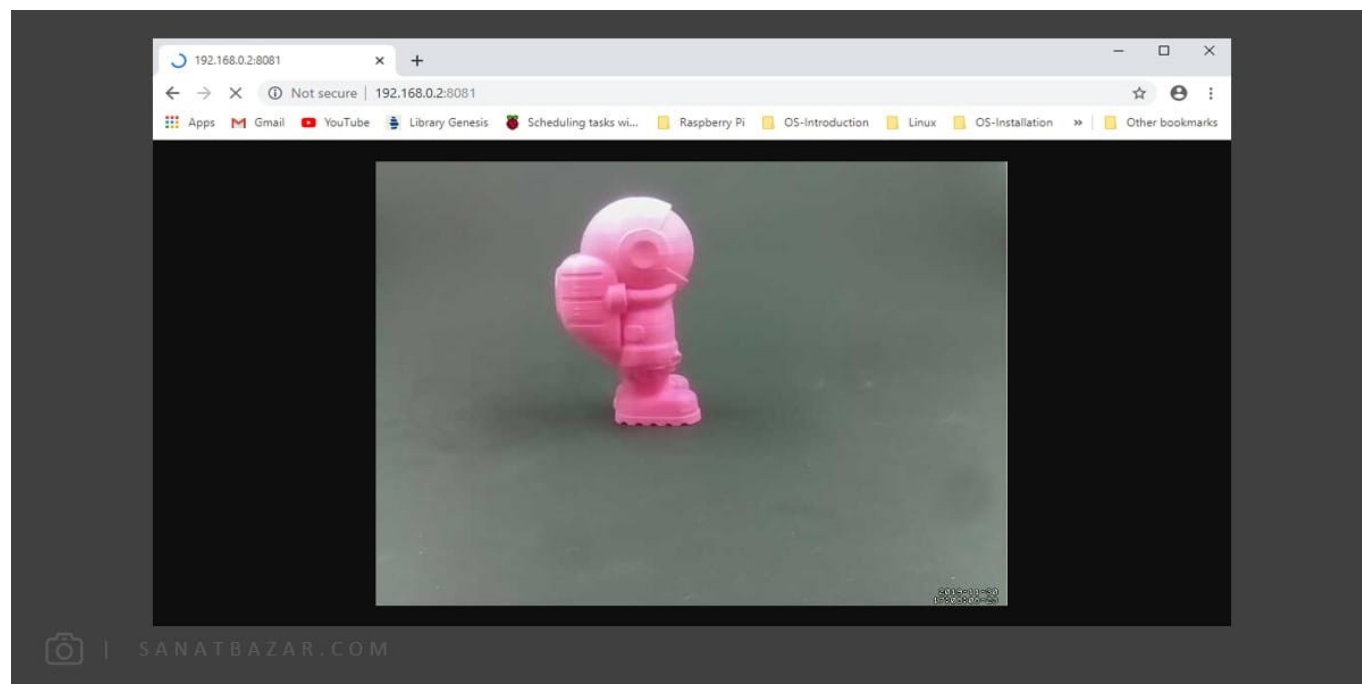 192.168.0.2:8081
Not secure | 192.168.0.2:8081
Apps Gmail YouTube Library Genesis Scheduling tasks wi... Raspberry Pi OS-Introduction Linux OS-Installation » Other bookmarks
| SANATBAZAR.COM